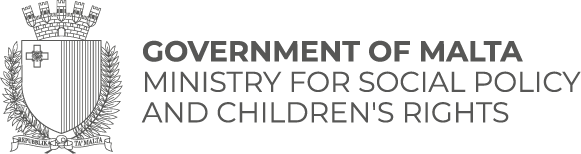 GOVERNMENT OF MALTA
MINISTRY FOR SOCIAL POLICY
AND CHILDREN'S RIGHTS
REPUBBLIKA TA' MALTA